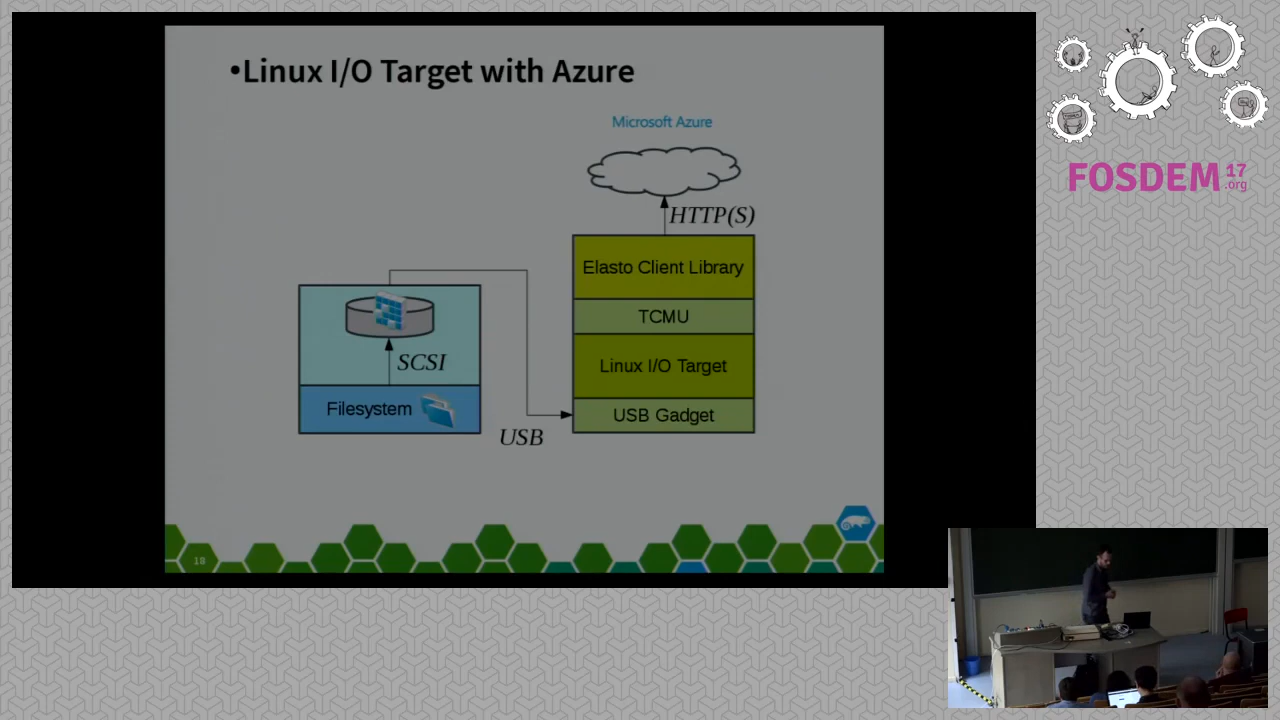 •Linux I/O Target with Azure
Microsoft Azure
HTTP(S)
Elasto Client Library
TCMU
Linux I/O Target
USB Gadget
SCSI
Filesystem
USB
18
FOSDEM 17
.org